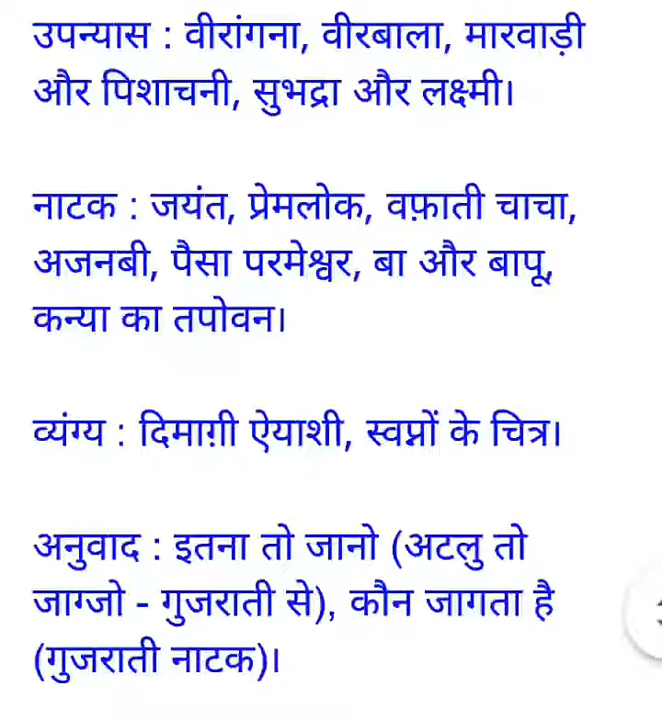 उपन्यास : वीरांगना, वीरबाला, मारवाड़ी
और पिशाचनी, सुभद्रा और लक्ष्मी।
नाटक : जयंत, प्रेमलोक, वफ़ाती चाचा,
अजनबी, पैसा परमेश्वर, बा और बापू,
कन्या का तपोवन।
व्यंग्य : दिमाग़ी ऐयाशी, स्वप्नों के चित्र।
अनुवाद : इतना तो जानो (अटलु तो
जाग्जो - गुजराती से), कौन जागता है
(गुजराती नाटक)।